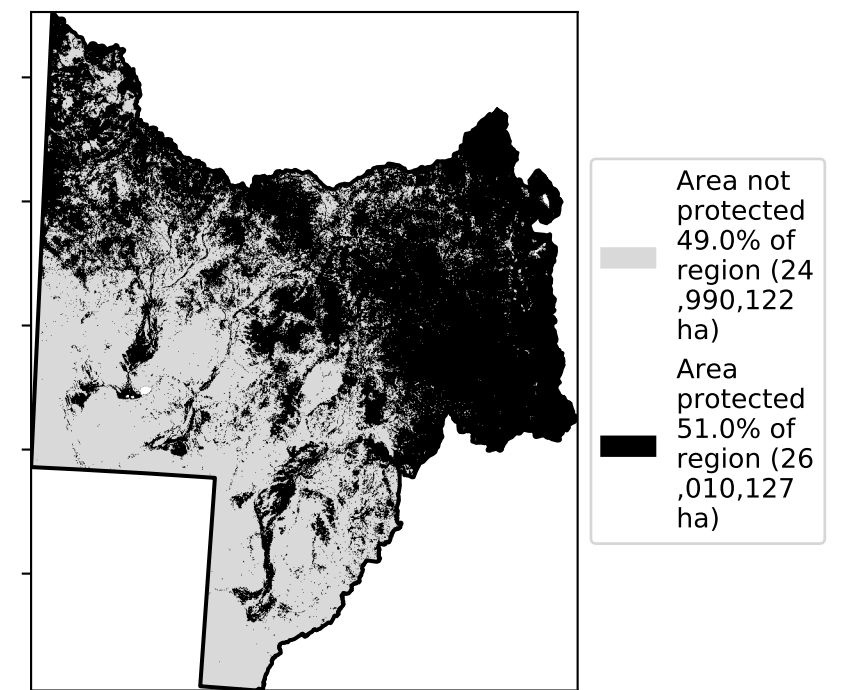 Area not
protected
49.0% of
region (24
,990,122
ha)
Area
protected
51.0% of
region (26
,010,127
ha)